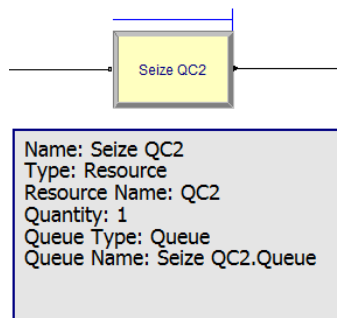 Seize QC2
Name: Seize QC2
Type: Resource
Resource Name: QC2
Quantity: 1
Queue Type: Queue
Queue Name: Seize QC2.Queue